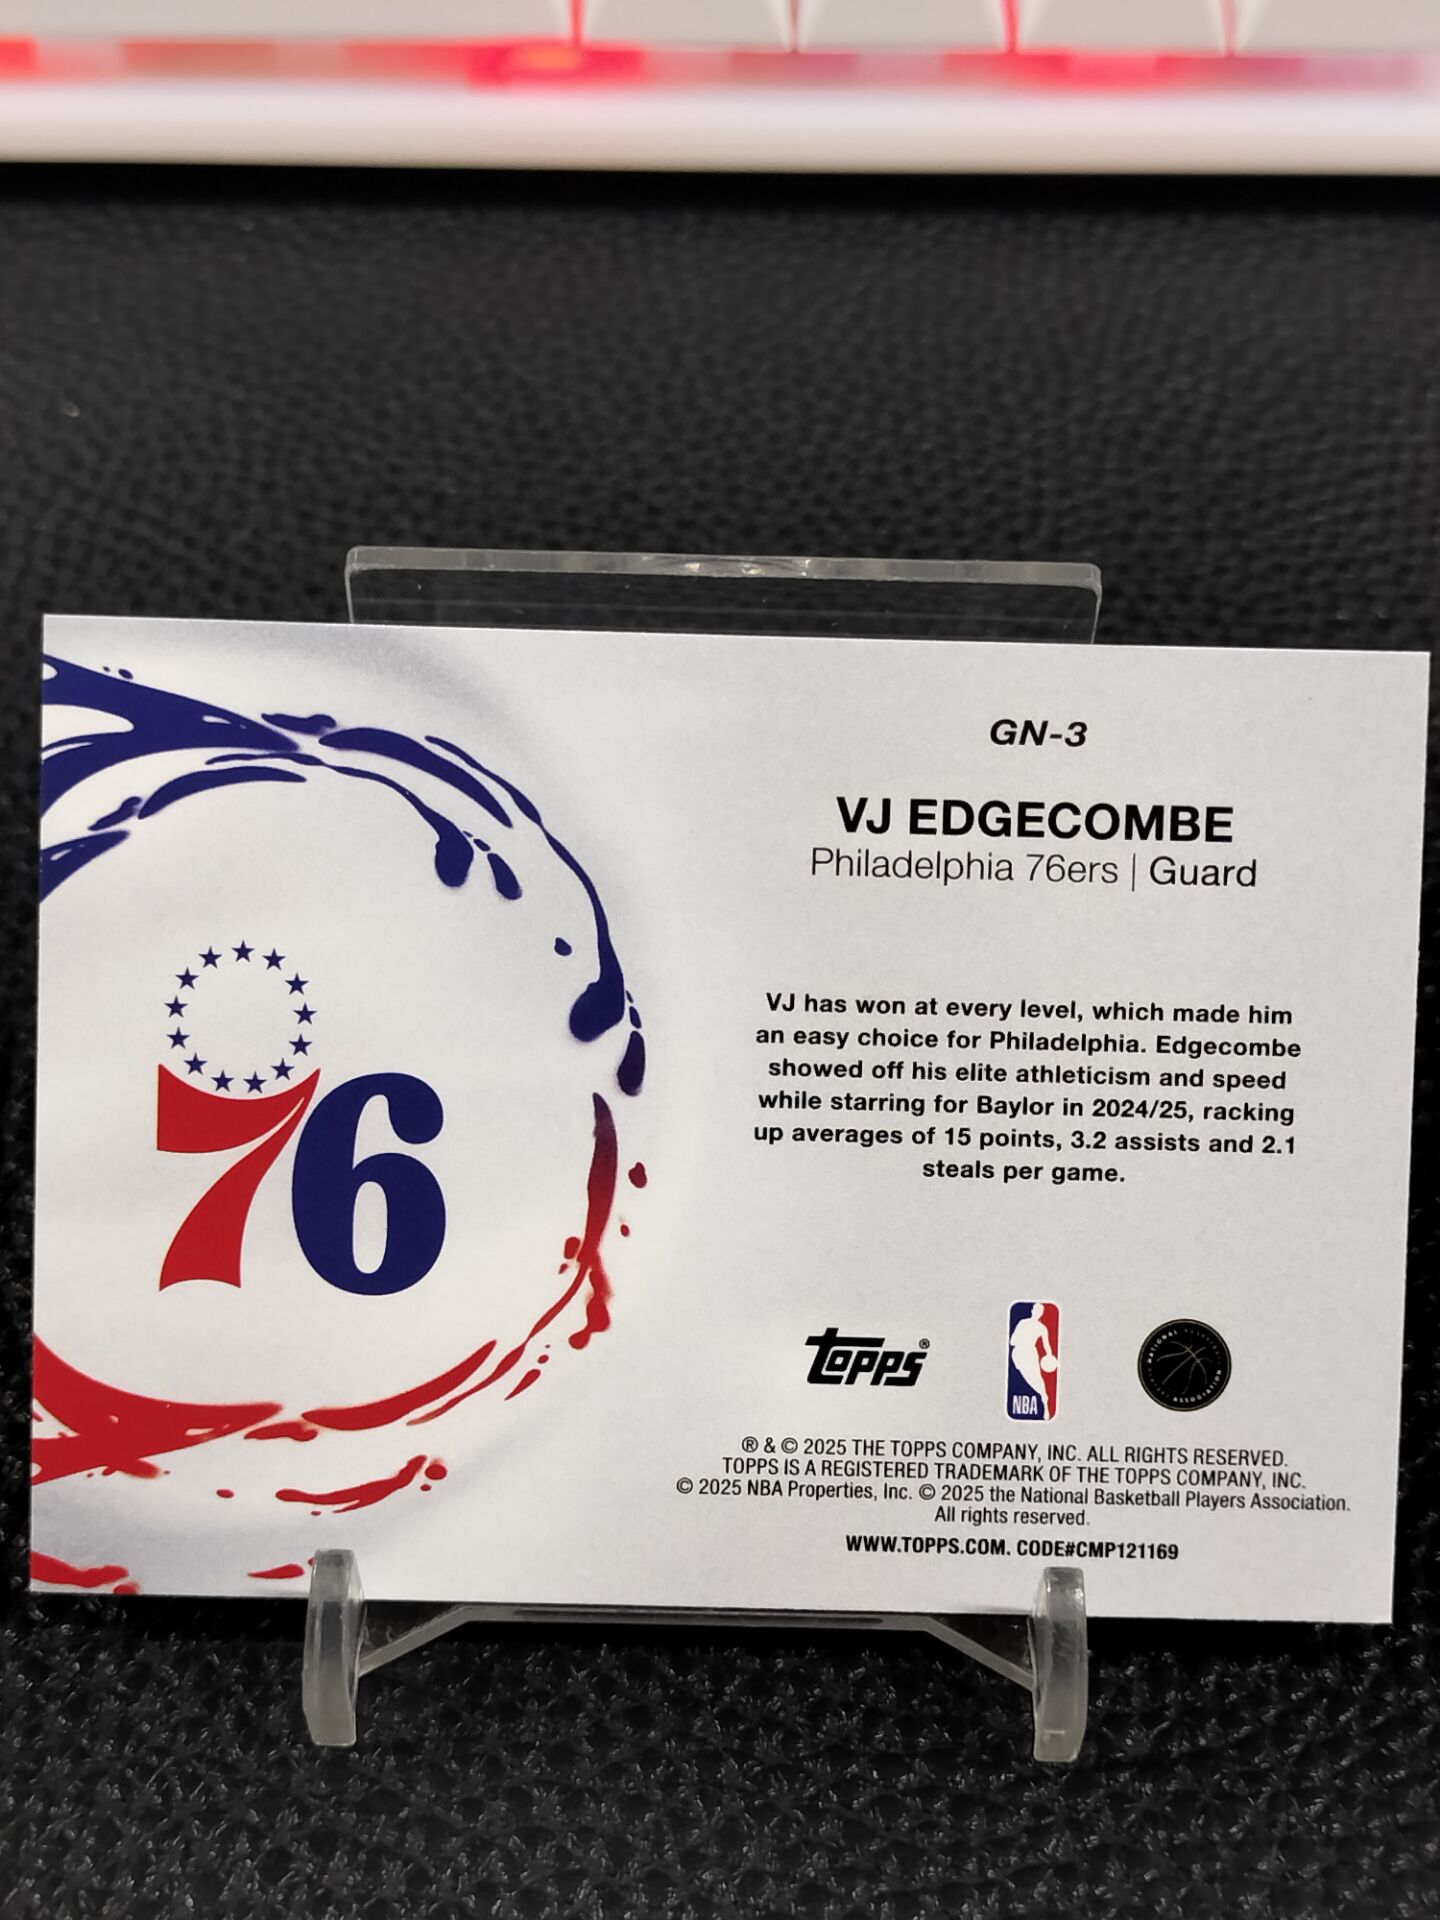 GN-3
VJ EDGECOMBE
Philadelphia 76ers | Guard
VJ has won at every level, which made him
an easy choice for Philadelphia. Edgecombe
showed off his elite athleticism and speed
while starring for Baylor in 2024/25, racking
up averages of 15 points, 3.2 assists and 2.1
steals per game.
76
Topps®
NBA
NATIONAL BASKETBALL
ASSOCIATION
® & © 2025 THE TOPPS COMPANY, INC. ALL RIGHTS RESERVED.
TOPPS IS A REGISTERED TRADEMARK OF THE TOPPS COMPANY, INC.
© 2025 NBA Properties, Inc. © 2025 the National Basketball Players Association.
All rights reserved.
WWW.TOPPS.COM. CODE#CMP121169